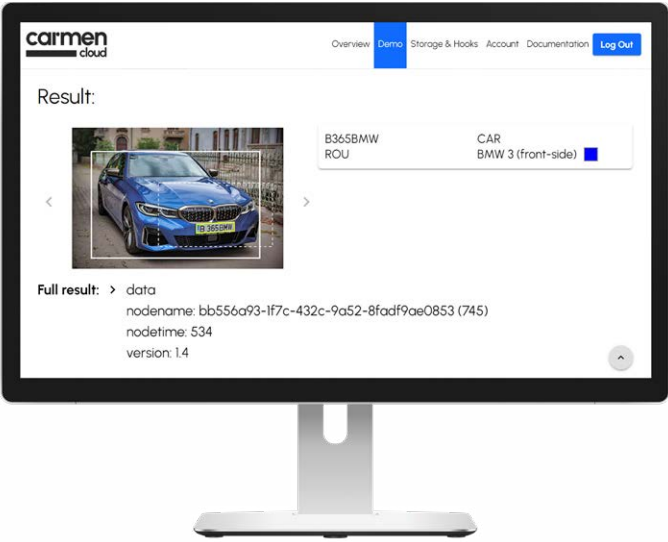 carmen
cloud
Overview Demo Storage & Hooks Account Documentation Log Out
Result:
B365BMW CAR
ROU BMW 3 (front-side)
B 365BMW
Full result: data
nodename: bb556a93-1f7c-432c-9a52-8fadf9ae0853 (745)
nodetime: 534
version: 1.4